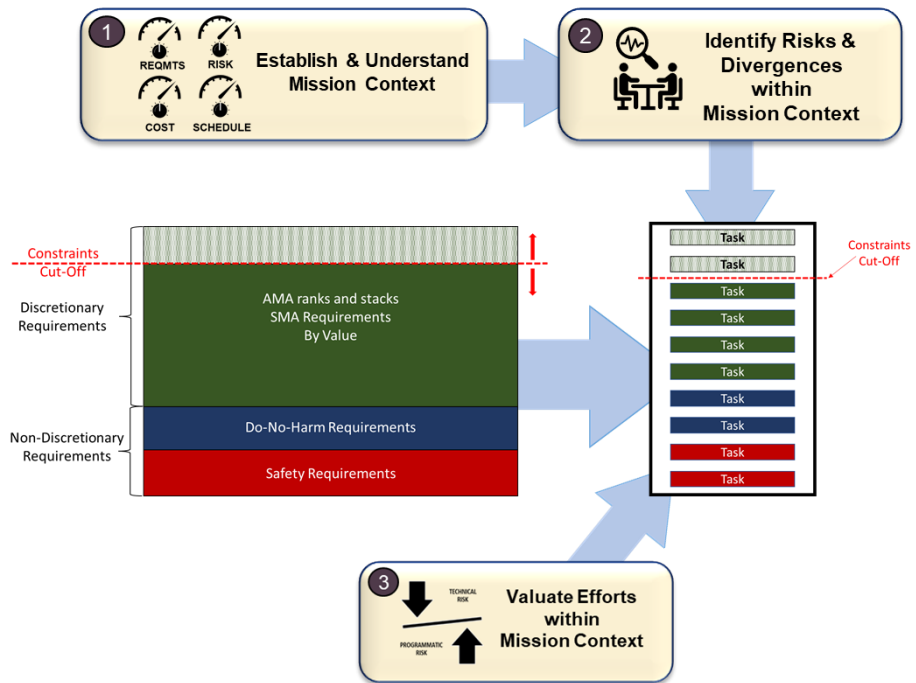 1
REQMTS
RISK
COST
SCHEDULE
Establish & Understand
Mission Context
2
Identify Risks &
Divergences
within
Mission Context
Constraints
Cut-Off
Discretionary
Requirements
Non-Discretionary
Requirements
AMA ranks and stacks
SMA Requirements
By Value
Do-No-Harm Requirements
Safety Requirements
Task
Task
Task
Task
Task
Task
Task
Task
Task
Task
Constraints
Cut-Off
3
TECHNICAL
RISK
PROGRAMMATIC
RISK
Valuate Efforts
within
Mission Context